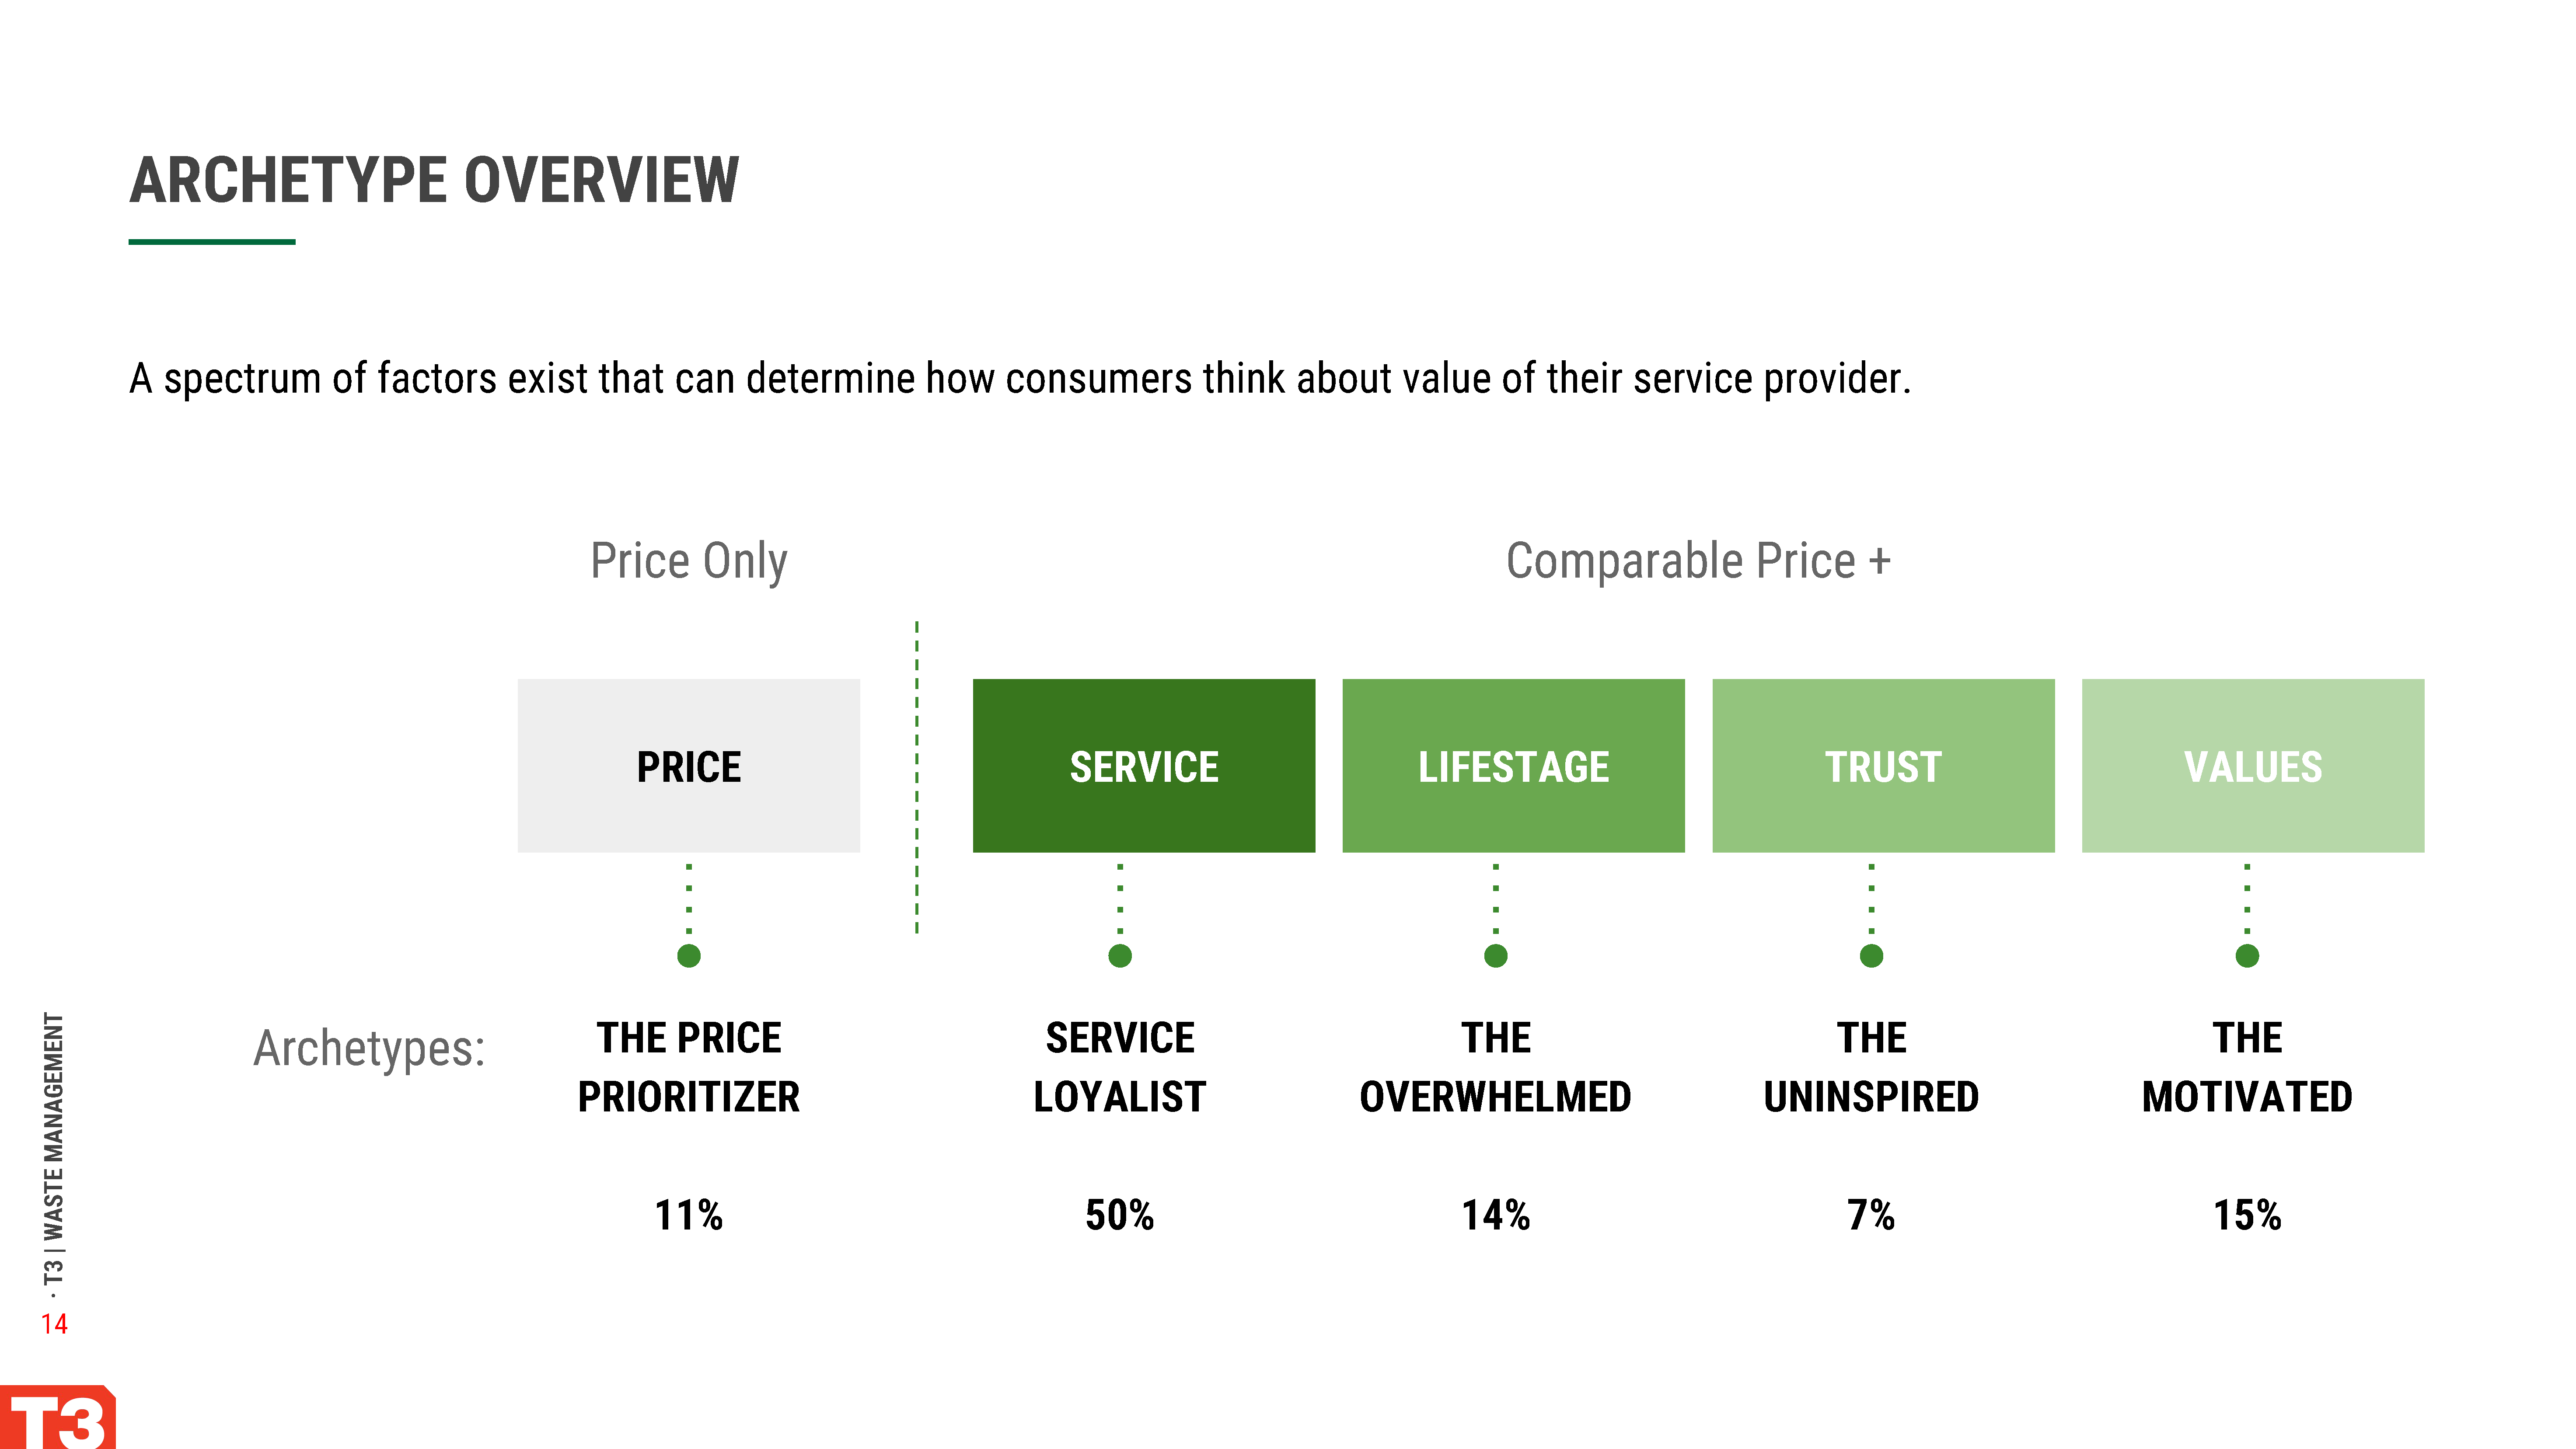 ARCHETYPE OVERVIEW
A spectrum of factors exist that can determine how consumers think about value of their service provider.
Price Only
Comparable Price +
PRICE
SERVICE
LIFESTAGE
TRUST
VALUES
Archetypes:
THE PRICE
PRIORITIZER
SERVICE
LOYALIST
THE
OVERWHELMED
THE
UNINSPIRED
THE
MOTIVATED
11%
50%
14%
7%
15%
· T3 | WASTE MANAGEMENT
14
T3